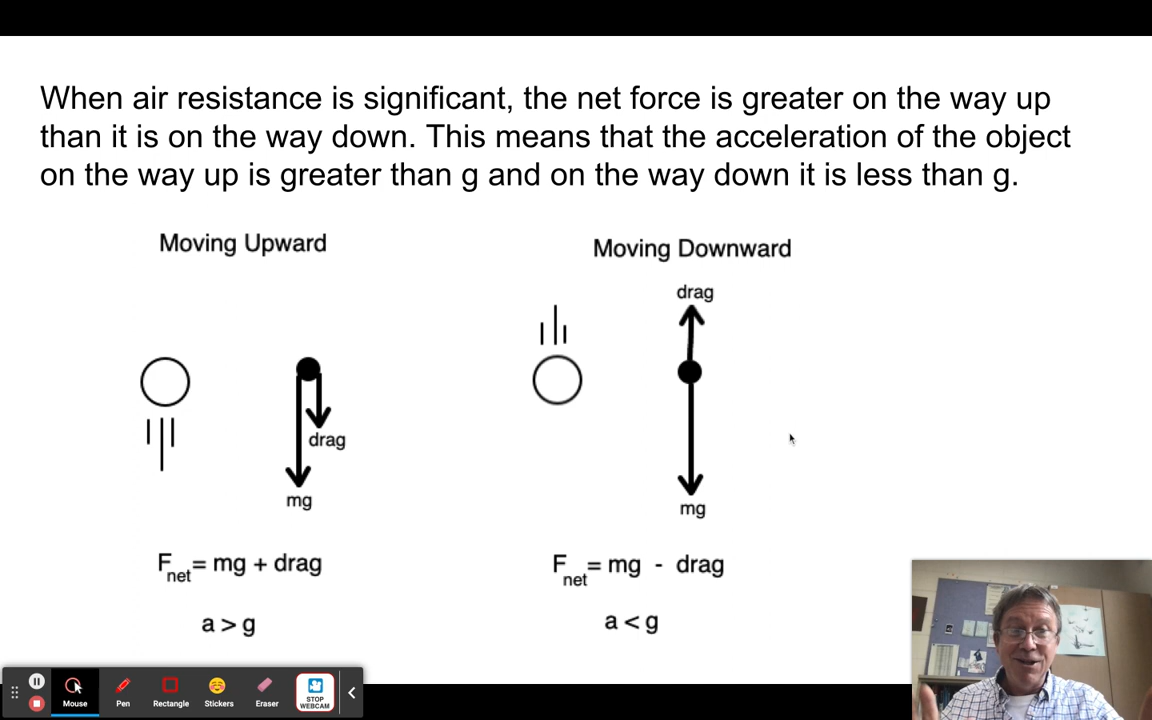 When air resistance is significant, the net force is greater on the way up
than it is on the way down. This means that the acceleration of the object
on the way up is greater than g and on the way down it is less than g.
Moving Upward
Moving Downward
drag
drag
mg
mg
Fnet = mg + drag
Fnet = mg - drag
a > g
a < g
Mouse
Pen
Rectangle
Stickers
Eraser
STOP
WEBCAM